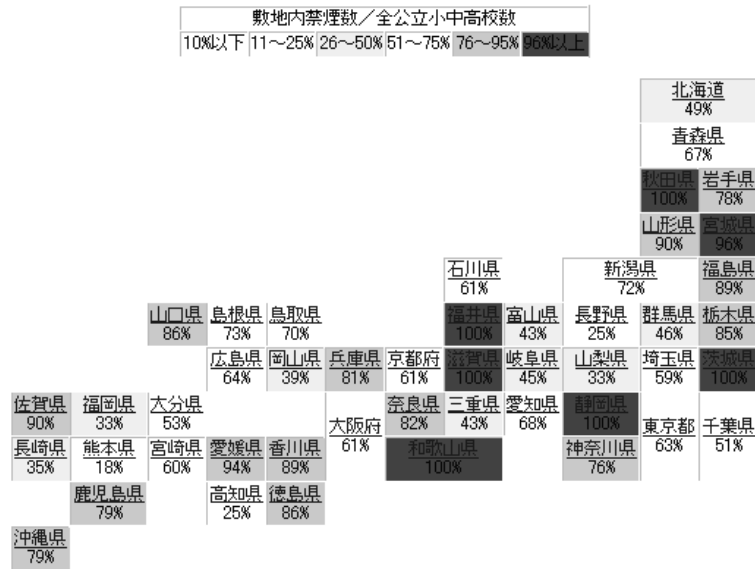 敷地内禁煙数／全公立小中高校数
10%以下 11～25% 26～50% 51～75% 76～95% 96%以上
北海道
49%
青森県
67%
秋田県 岩手県
100% 78%
山形県 宮城県
90% 96%
石川県 新潟県 福島県
61% 72% 89%
山口県 島根県 鳥取県 福井県 富山県 長野県 群馬県 栃木県
86% 73% 70% 100% 43% 25% 46% 85%
広島県 岡山県 兵庫県 京都府 滋賀県 岐阜県 山梨県 埼玉県 茨城県
64% 39% 81% 61% 100% 45% 33% 59% 100%
佐賀県 福岡県 大分県 奈良県 三重県 愛知県 静岡県
90% 33% 53% 82% 43% 68% 100%
大阪府 東京都 千葉県
61% 63% 51%
長崎県 熊本県 宮崎県 愛媛県 香川県 和歌山県 神奈川県
35% 18% 60% 94% 89% 100% 76%
鹿児島県 高知県 徳島県
79% 25% 86%
沖縄県
79%